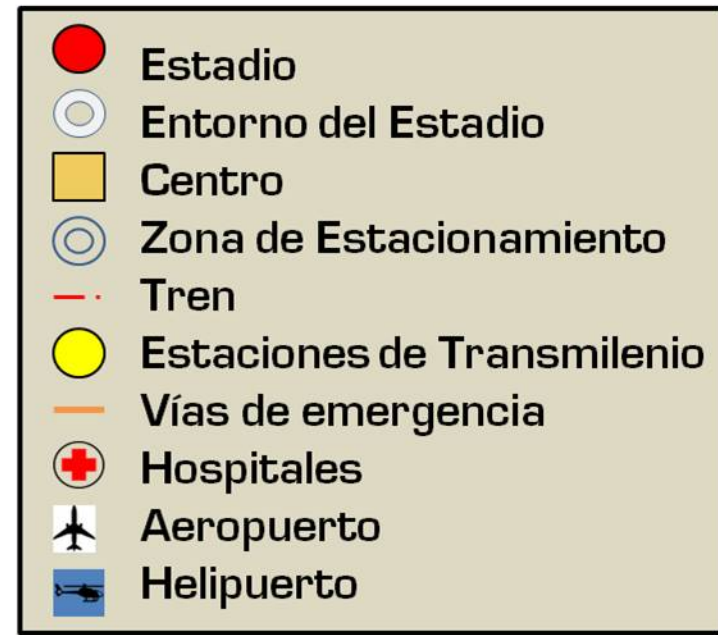 Estadio
Entorno del Estadio
Centro
Zona de Estacionamiento
Tren
Estaciones de Transmilenio
Vías de emergencia
Hospitales
Aeropuerto
Helipuerto